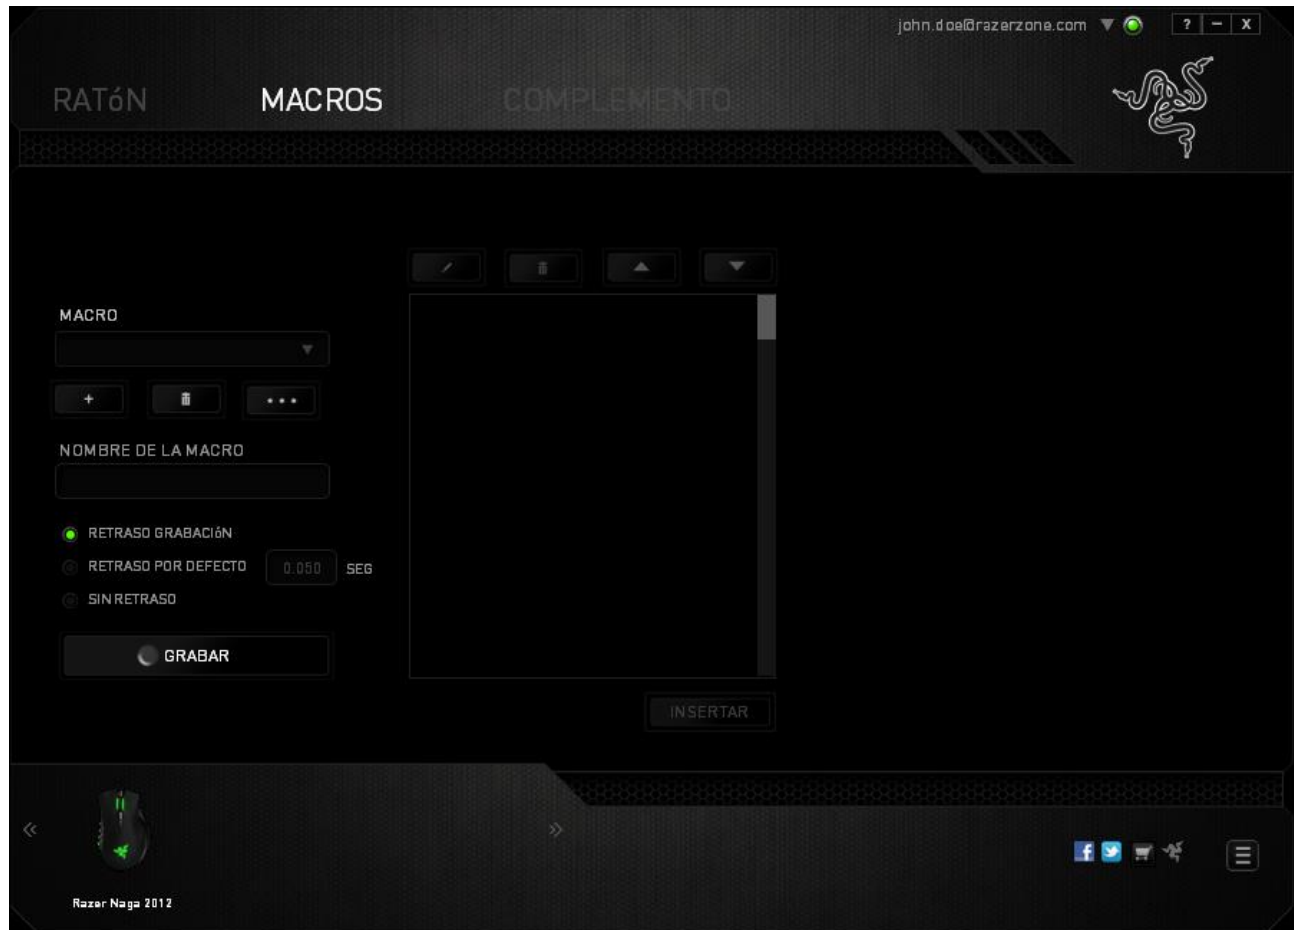 john.doe@razerzone.com
? – X
RATóN MACROS COMPLEMENTO
MACRO
NOMBRE DE LA MACRO
RETRASO GRABACIóN
RETRASO POR DEFECTO 0.050 SEG
SIN RETRASO
GRABAR
INSERTAR
Razer Naga 2012